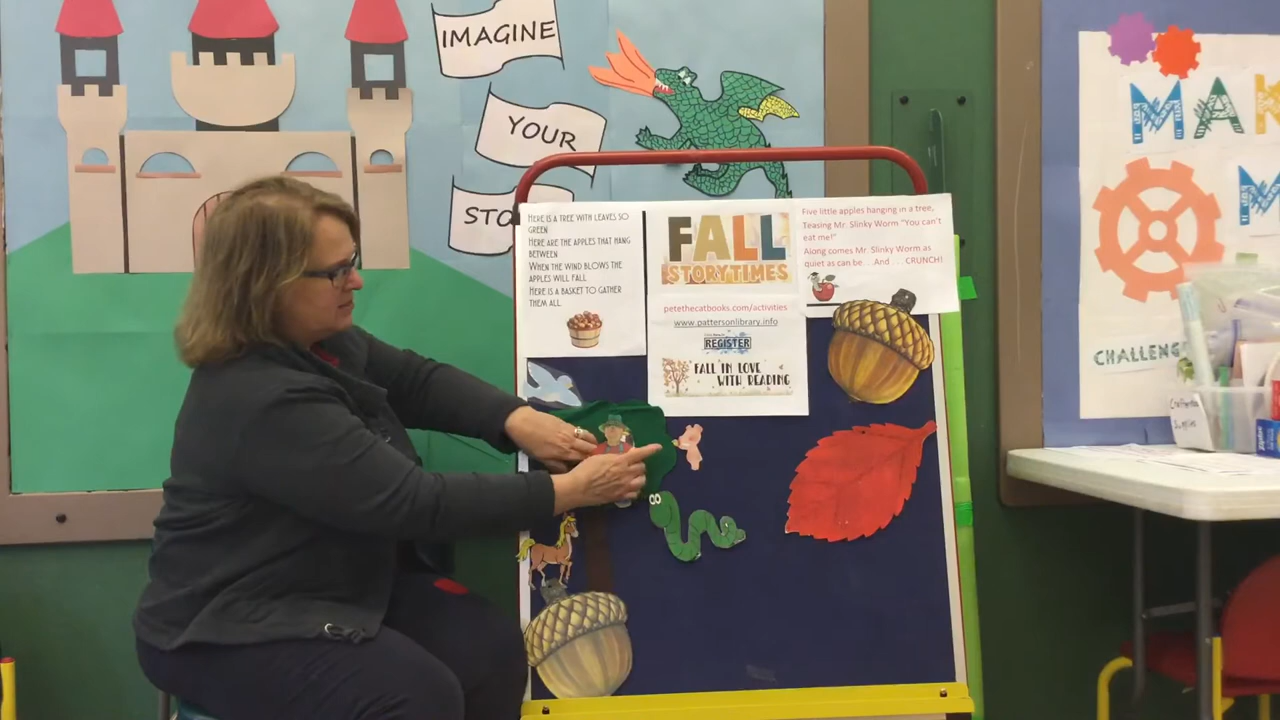 IMAGINE
YOUR
STO
HERE IS A TREE WITH LEAVES SO
GREEN
HERE ARE THE APPLES THAT HANG
BETWEEN
WHEN THE WIND BLOWS THE
APPLES WILL FALL
HERE IS A BASKET TO GATHER
THEM ALL
FALL
STORYTIMES
petethecatbooks.com/activities
www.pattersonlibrary.info
REGISTER
FALL IN LOVE
WITH READING
Five little apples hanging in a tree,
Teasing Mr. Slinky Worm "You can't
eat me!"
Along comes Mr. Slinky Worm as
quiet as can be. . .And . . . CRUNCH!
MAK
M
CHALLENG